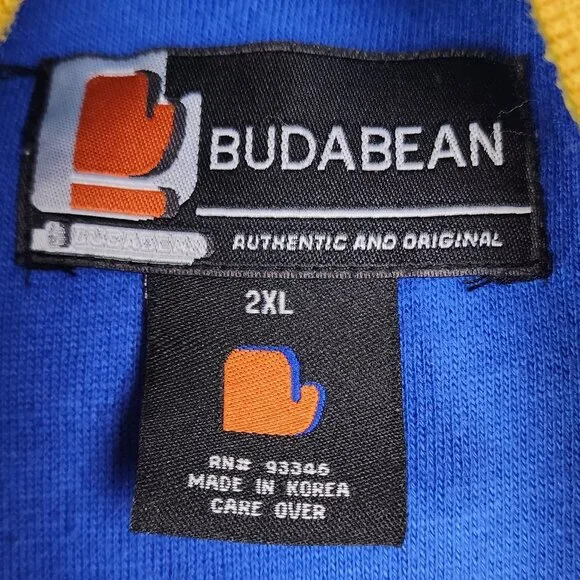 BUDABEAN
AUTHENTIC AND ORIGINAL
2XL
RN# 93346
MADE IN KOREA
CARE OVER